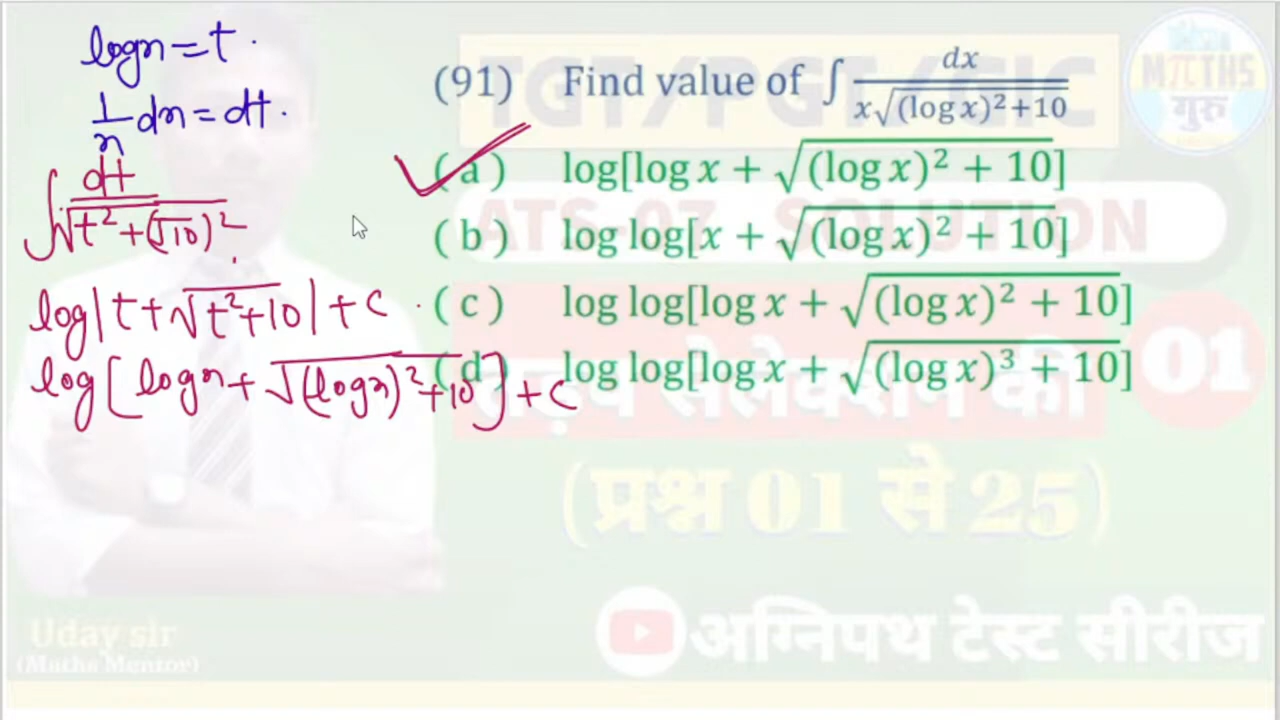 logx = t.
1/x dx = dt.
∫ dt/√(t² + (√10)²).
log|t + √(t² + 10)| + c.
log[logx + √((logx)² + 10)] + c
(91) Find value of ∫ dx/(x√((log x)² + 10))
(a) log[log x + √((log x)² + 10)]
(b) log log[x + √((log x)² + 10)]
(c) log log[log x + √((log x)² + 10)]
(d) log log[log x + √((log x)³ + 10)]
TGT/PGT/GIC
MπTHS
गुरु
ATS-07 SOLUTION
सेलेक्शन की
01
(प्रश्न 01 से 25)
Uday sir
(Maths Mentor)
अग्निपथ टेस्ट सीरीज